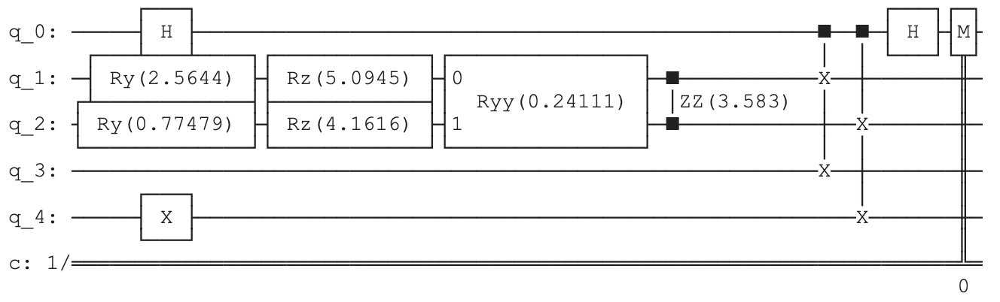 q_0: H H M
q_1: Ry(2.5644) Rz(5.0945) 0 X
Ryy(0.24111) ZZ(3.583)
q_2: Ry(0.77479) Rz(4.1616) 1 X
q_3: X
q_4: X X
c: 1/
0